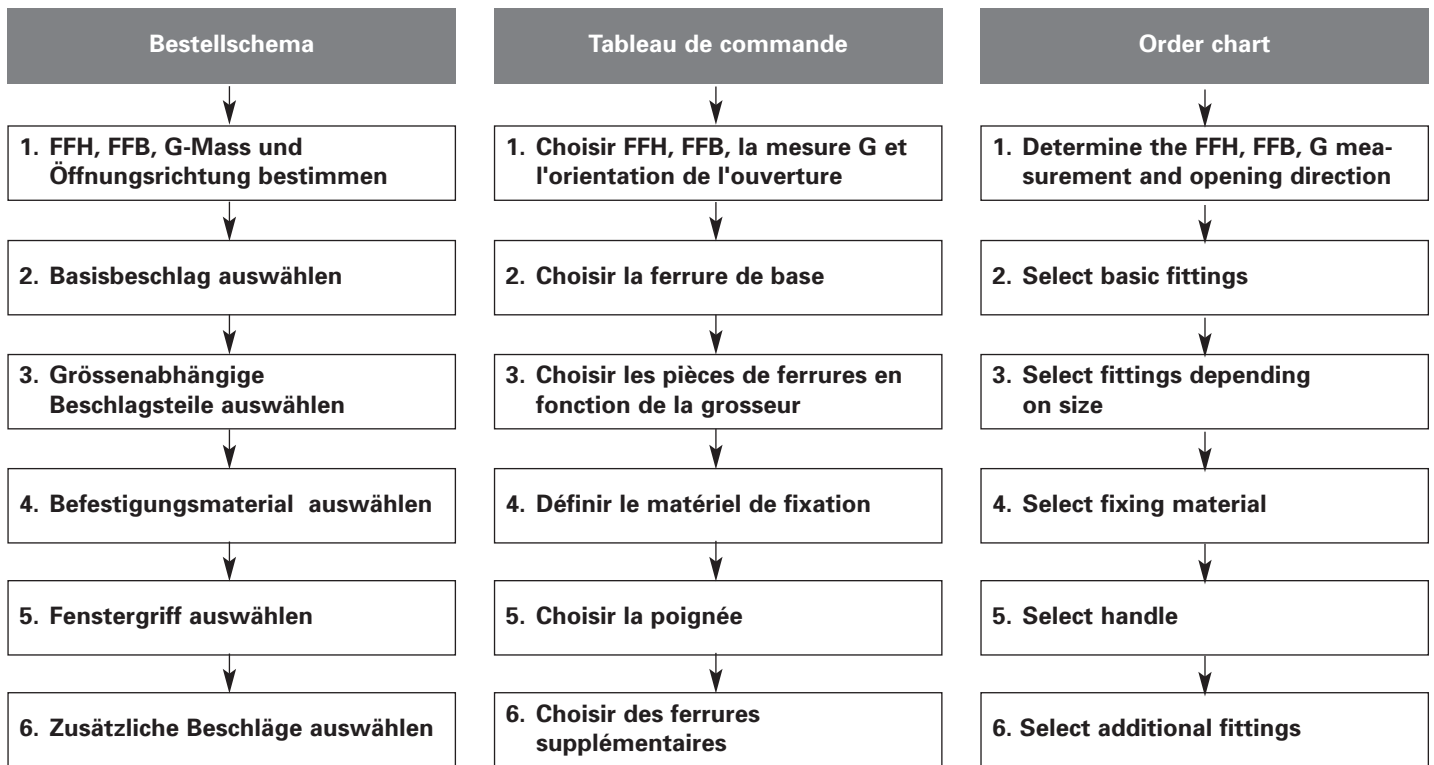 Bestellschema
1. FFH, FFB, G-Mass und
Öffnungsrichtung bestimmen
2. Basisbeschlag auswählen
3. Grössenabhängige
Beschlagsteile auswählen
4. Befestigungsmaterial auswählen
5. Fenstergriff auswählen
6. Zusätzliche Beschläge auswählen
Tableau de commande
1. Choisir FFH, FFB, la mesure G et
l'orientation de l'ouverture
2. Choisir la ferrure de base
3. Choisir les pièces de ferrures en
fonction de la grosseur
4. Définir le matériel de fixation
5. Choisir la poignée
6. Choisir des ferrures
supplémentaires
Order chart
1. Determine the FFH, FFB, G mea-
surement and opening direction
2. Select basic fittings
3. Select fittings depending
on size
4. Select fixing material
5. Select handle
6. Select additional fittings